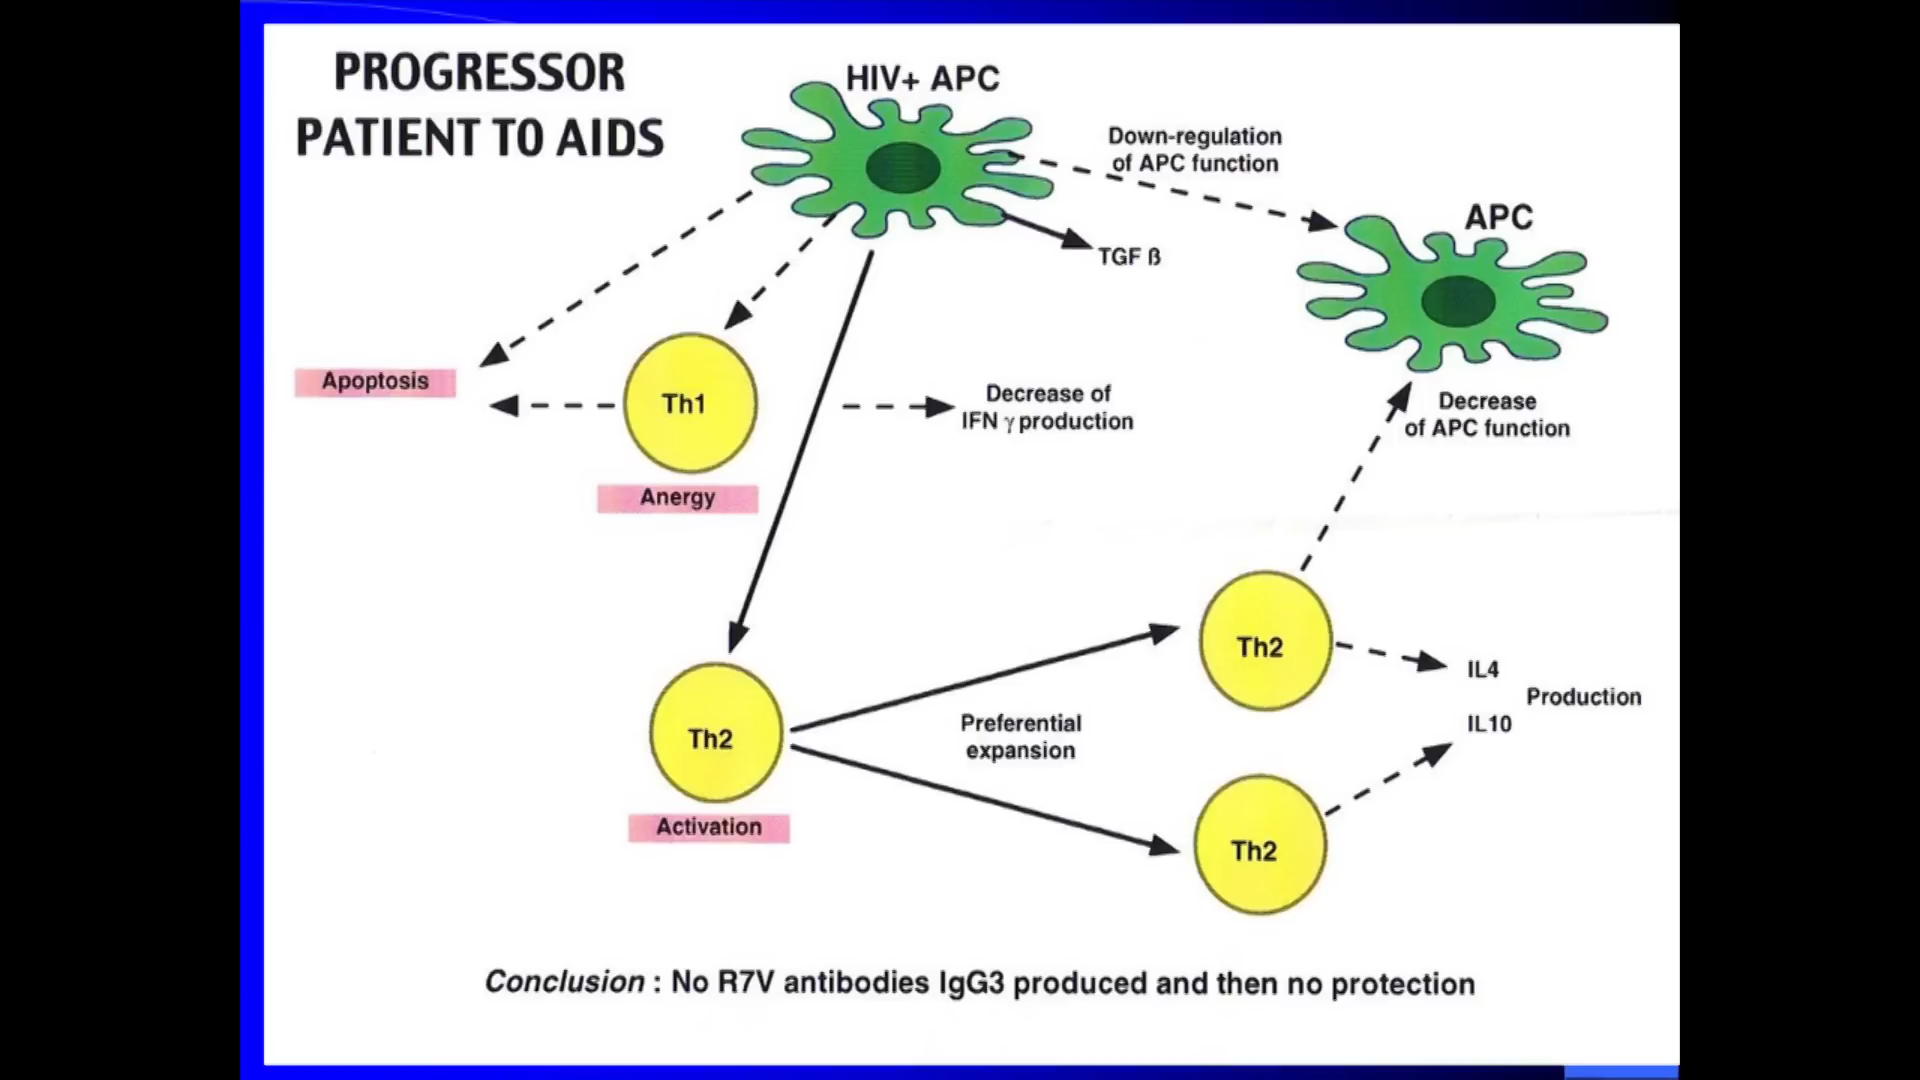 PROGRESSOR
PATIENT TO AIDS
HIV+ APC
Down-regulation
of APC function
APC
TGF ß
Apoptosis
Th1
Decrease of
IFN γ production
Decrease
of APC function
Anergy
Th2
IL4
Production
IL10
Preferential
expansion
Th2
Activation
Th2
Conclusion : No R7V antibodies IgG3 produced and then no protection